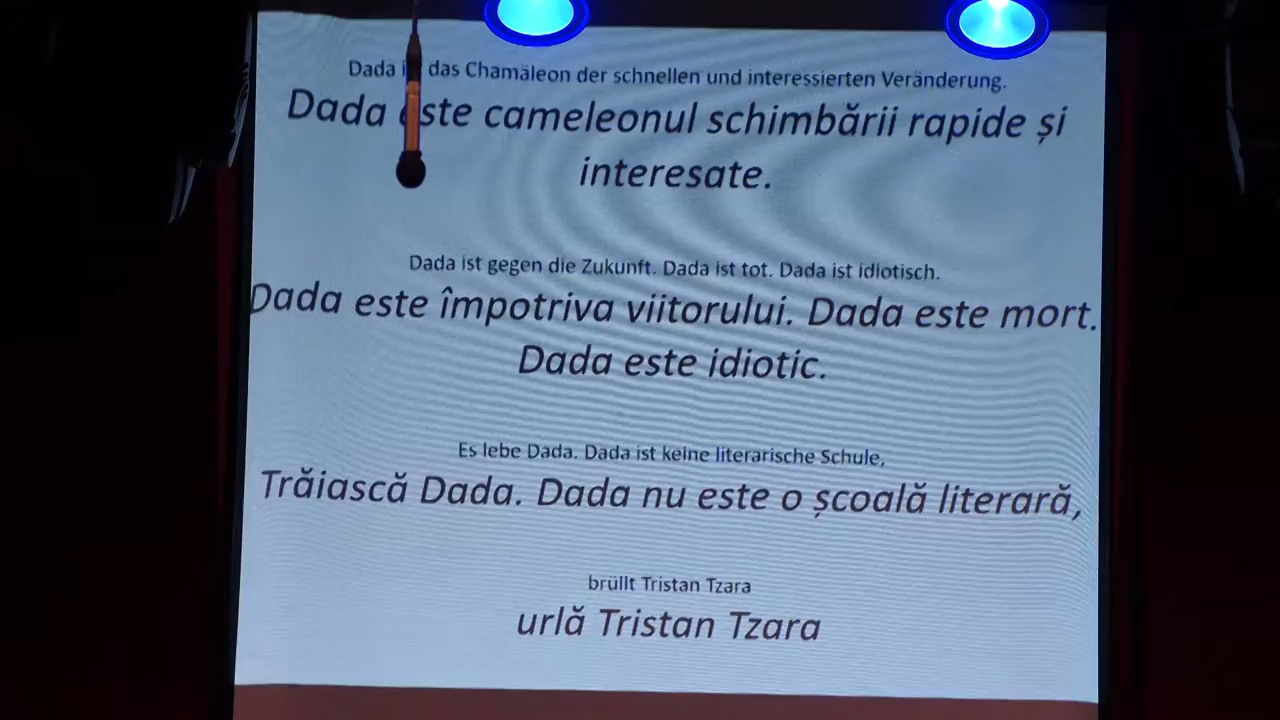 Dada ist das Chamäleon der schnellen und interessierten Veränderung.
Dada este cameleonul schimbării rapide și
interesate.
Dada ist gegen die Zukunft. Dada ist tot. Dada ist idiotisch.
Dada este împotriva viitorului. Dada este mort.
Dada este idiotic.
Es lebe Dada. Dada ist keine literarische Schule,
Trăiască Dada. Dada nu este o școală literară,
brüllt Tristan Tzara
urlă Tristan Tzara